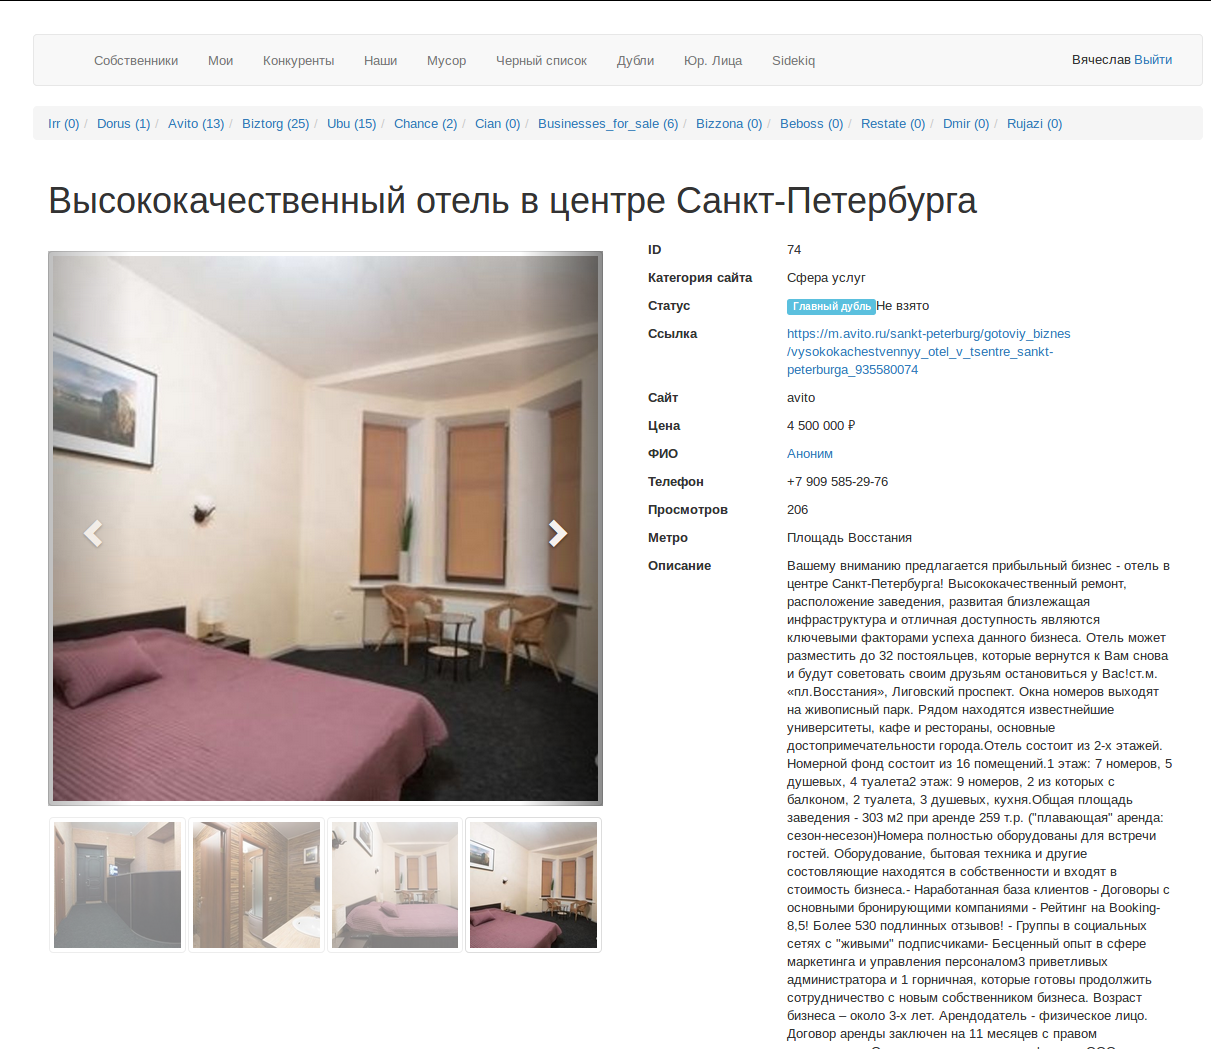 Собственники Мои Конкуренты Наши Мусор Черный список Дубли Юр. Лица Sidekiq Вячеслав Выйти
Irr (0) / Dorus (1) / Avito (13) / Biztorg (25) / Ubu (15) / Chance (2) / Cian (0) / Businesses_for_sale (6) / Bizzona (0) / Beboss (0) / Restate (0) / Dmir (0) / Rujazi (0)
Высококачественный отель в центре Санкт-Петербурга
ID 74
Категория сайта Сфера услуг
Статус Главный дубль Не взято
Ссылка https://m.avito.ru/sankt-peterburg/gotoviy_biznes
/vysokokachestvennyy_otel_v_tsentre_sankt-
peterburga_935580074
Сайт avito
Цена 4 500 000 ₽
ФИО Аноним
Телефон +7 909 585-29-76
Просмотров 206
Метро Площадь Восстания
Описание Вашему вниманию предлагается прибыльный бизнес - отель в
центре Санкт-Петербурга! Высококачественный ремонт,
расположение заведения, развитая близлежащая
инфраструктура и отличная доступность являются
ключевыми факторами успеха данного бизнеса. Отель может
разместить до 32 постояльцев, которые вернутся к Вам снова
и будут советовать своим друзьям остановиться у Вас!ст.м.
«пл.Восстания», Лиговский проспект. Окна номеров выходят
на живописный парк. Рядом находятся известнейшие
университеты, кафе и рестораны, основные
достопримечательности города.Отель состоит из 2-х этажей.
Номерной фонд состоит из 16 помещений.1 этаж: 7 номеров, 5
душевых, 4 туалета2 этаж: 9 номеров, 2 из которых с
балконом, 2 туалета, 3 душевых, кухня.Общая площадь
заведения - 303 м2 при аренде 259 т.р. ("плавающая" аренда:
сезон-несезон)Номера полностью оборудованы для встречи
гостей. Оборудование, бытовая техника и другие
состовляющие находятся в собственности и входят в
стоимость бизнеса.- Наработанная база клиентов - Договоры с
основными бронирующими компаниями - Рейтинг на Booking-
8,5! Более 530 подлинных отзывов! - Группы в социальных
сетях с "живыми" подписчиками- Бесценный опыт в сфере
маркетинга и управления персоналом3 приветливых
администратора и 1 горничная, которые готовы продолжить
сотрудничество с новым собственником бизнеса. Возраст
бизнеса – около 3-х лет. Арендодатель - физическое лицо.
Договор аренды заключен на 11 месяцев с правом